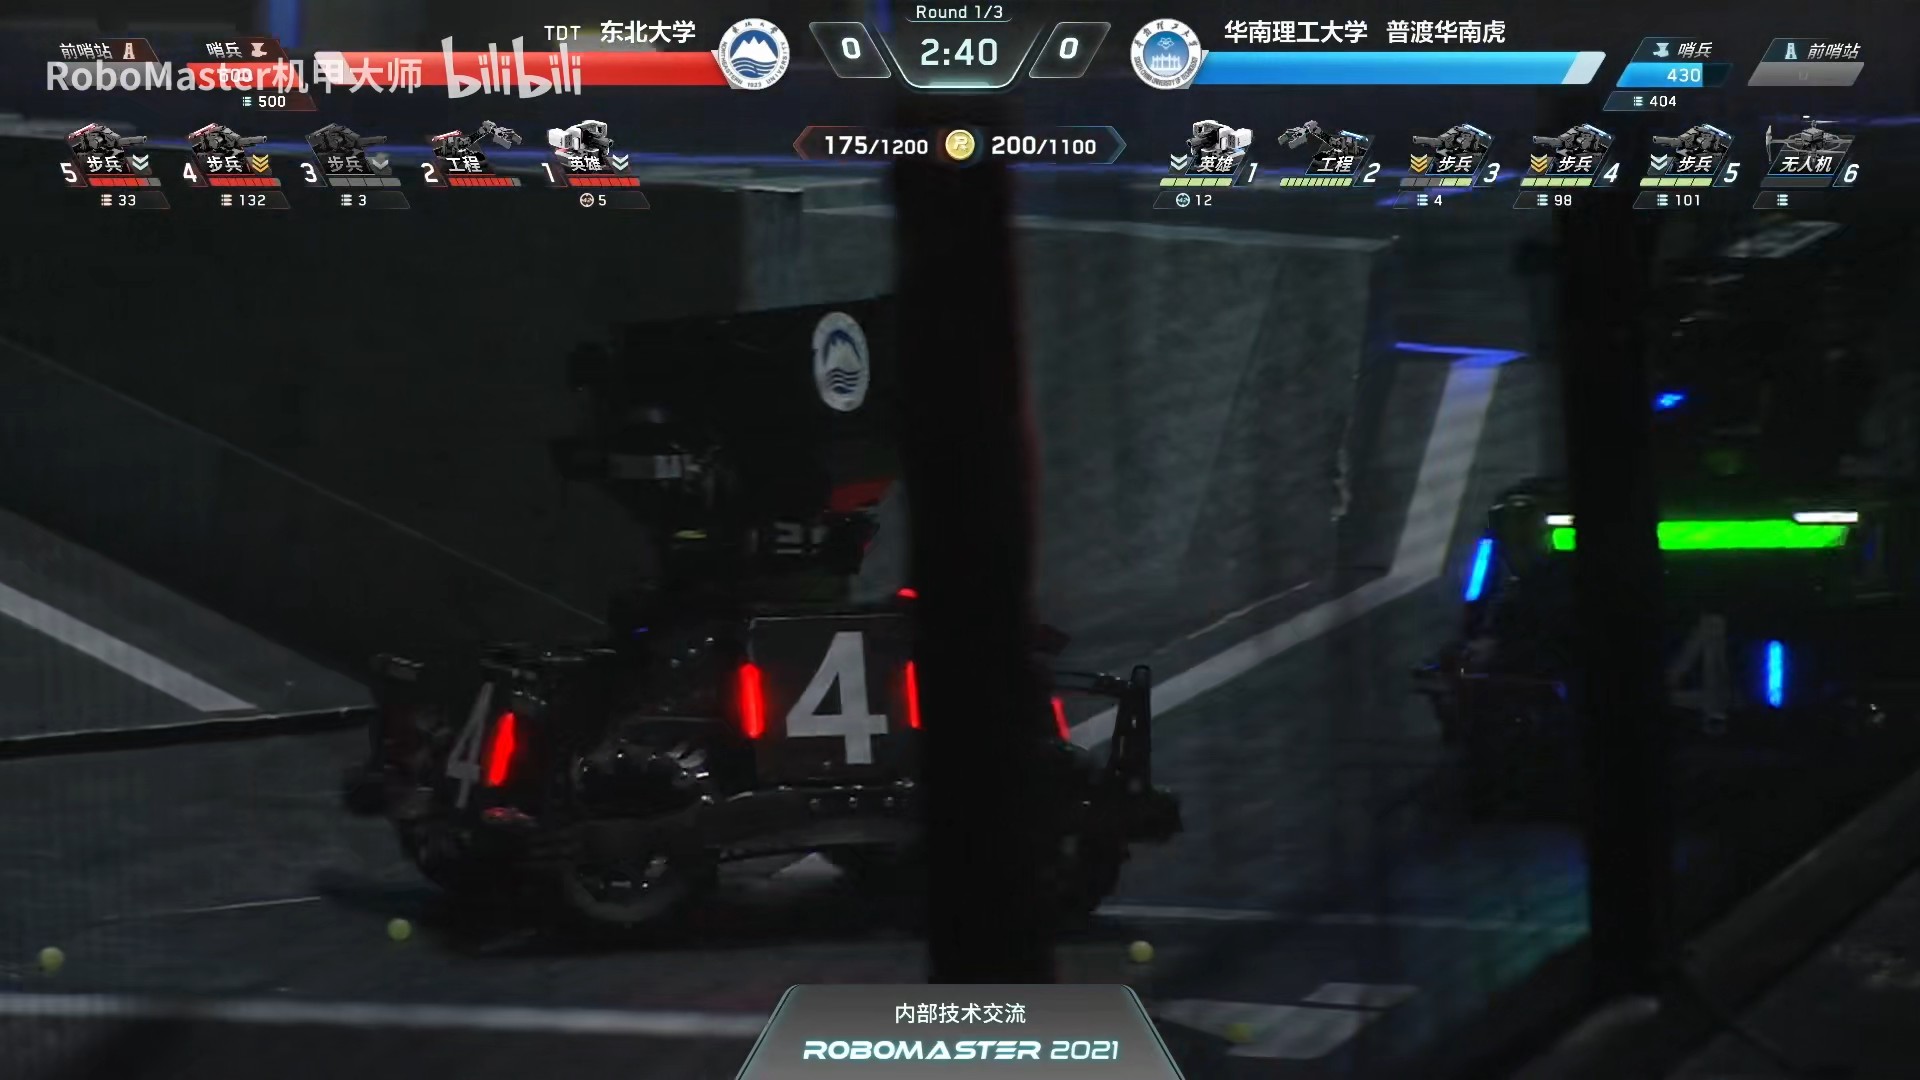 Round 1/3
TDT 东北大学
0
2:40
0
华南理工大学 普渡华南虎
前哨站
哨兵
600
500
RoboMaster机甲大师 bilibili
哨兵
430
404
前哨站
0
5 步兵 33
4 步兵 132
3 步兵 3
2 工程
1 英雄 5
175/1200
200/1100
英雄 1 12
工程 2
步兵 3 4
步兵 4 98
步兵 5 101
无人机 6
4
4
4
内部技术交流
ROBOMASTER 2021